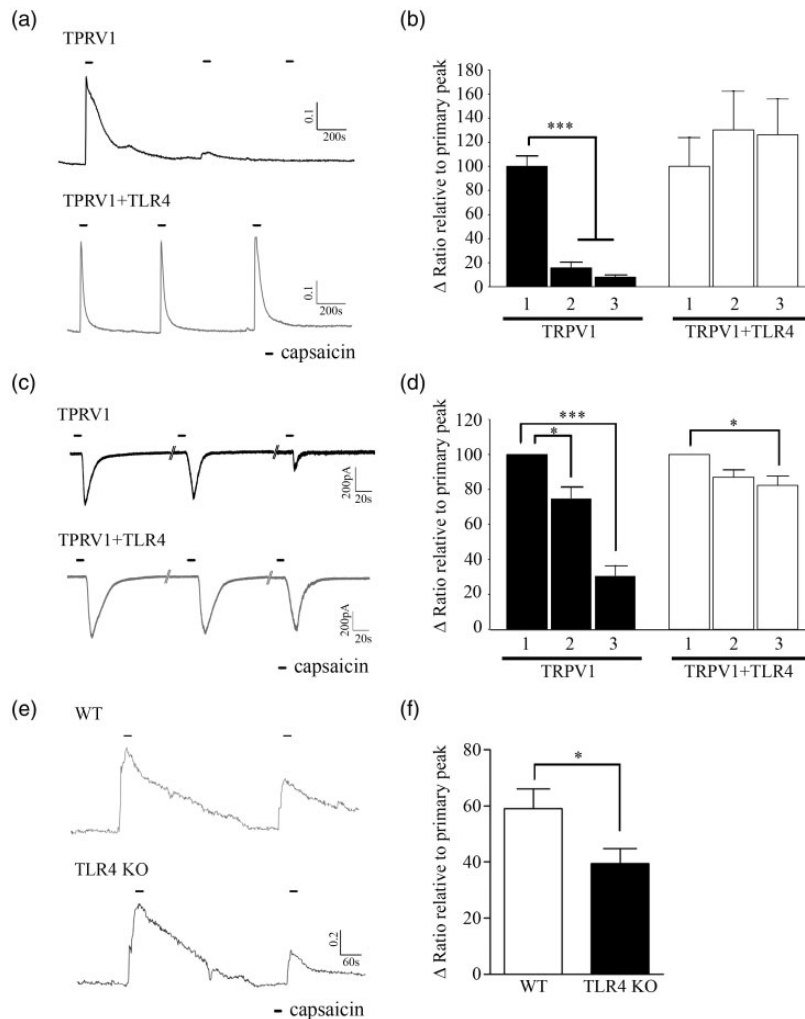 (a)
TPRV1
0.1
200s
TPRV1+TLR4
0.1
200s
capsaicin
(b)
Δ Ratio relative to primary peak
180
160
140
120
100
80
60
40
20
0
***
1 2 3 1 2 3
TRPV1 TRPV1+TLR4
(c)
TPRV1
200pA
20s
TPRV1+TLR4
200pA
20s
capsaicin
(d)
Δ Ratio relative to primary peak
120
100
80
60
40
20
0
***
*
*
1 2 3 1 2 3
TRPV1 TRPV1+TLR4
(e)
WT
TLR4 KO
0.2
60s
capsaicin
(f)
Δ Ratio relative to primary peak
80
60
40
20
0
*
WT TLR4 KO